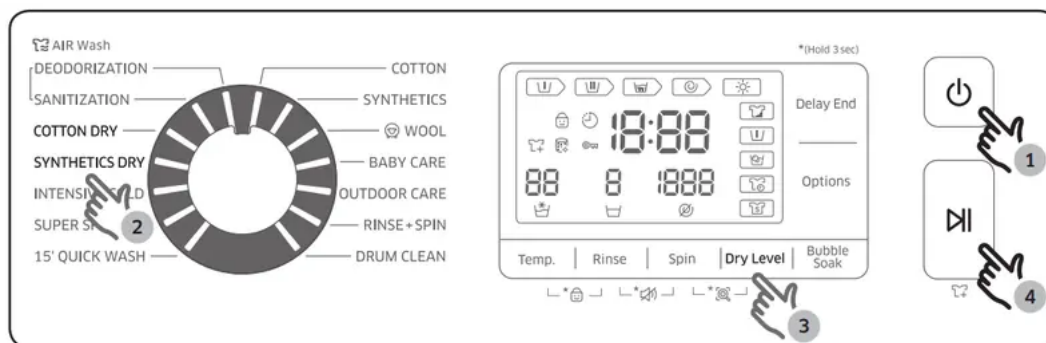 AIR Wash
DEODORIZATION
SANITIZATION
COTTON DRY
SYNTHETICS DRY
SUPER
15' QUICK WASH
COTTON
SYNTHETICS
WOOL
BABY CARE
OUTDOOR CARE
RINSE+SPIN
DRUM CLEAN
2
*(Hold 3 sec)
18:88
88 8 1888
Delay End
Options
Temp. Rinse Spin Dry Level Bubble
Soak
* * *
3
1
4